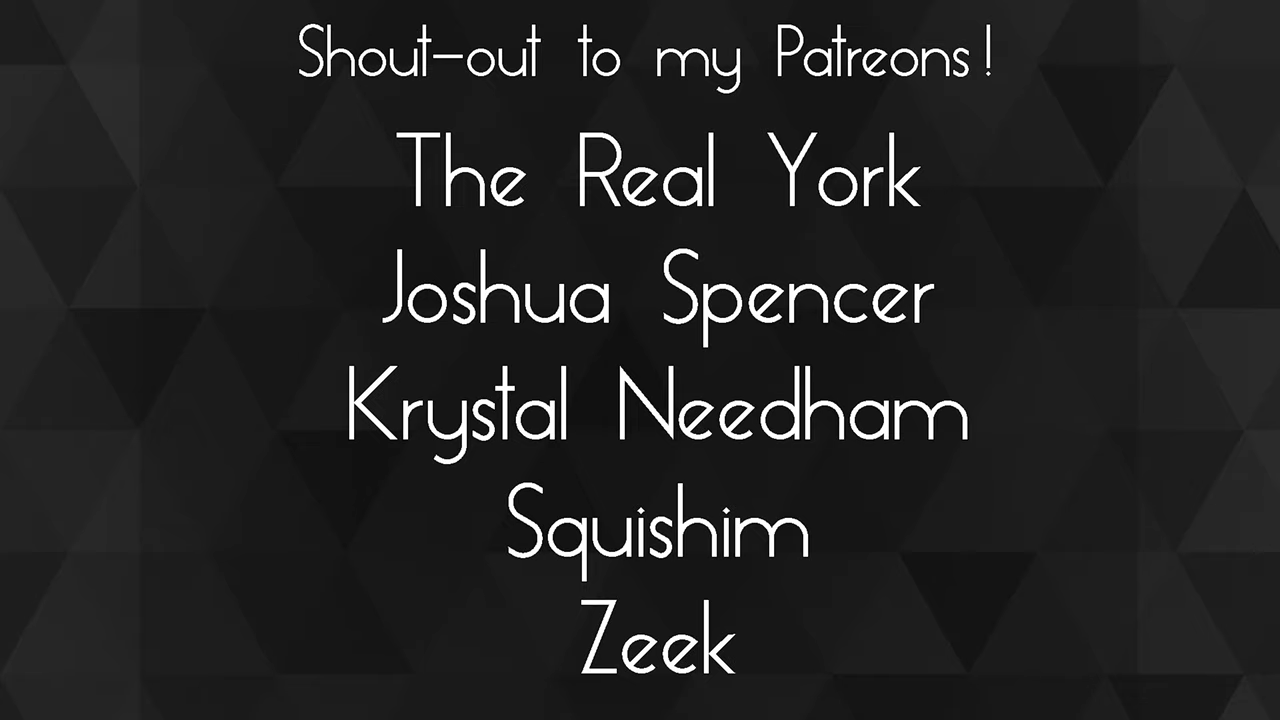 Shout-out to my Patreons!
The Real York
Joshua Spencer
Krystal Needham
Squishim
Zeek